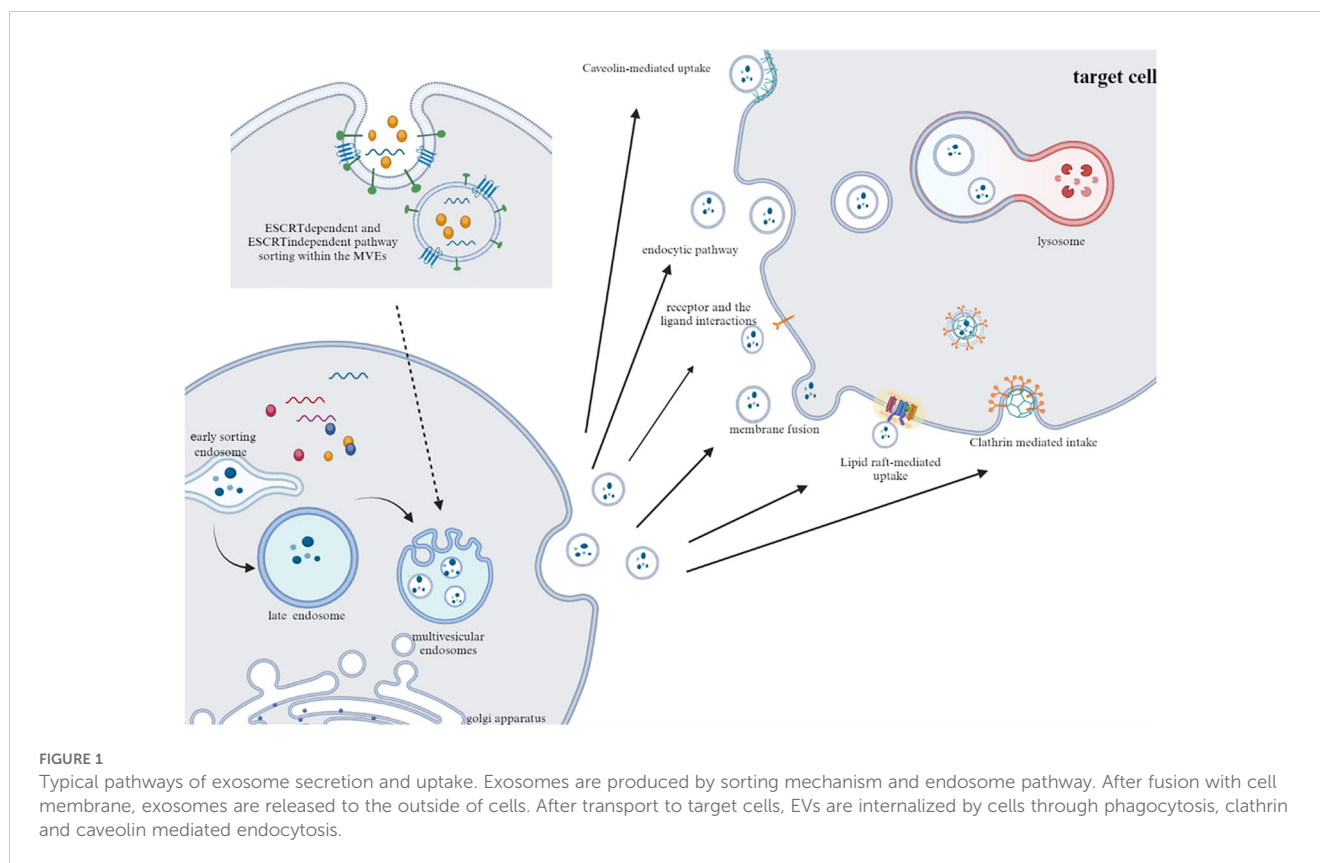 Caveolin-mediated uptake
target cell
ESCRTdependent and
ESCRTindependent pathway
sorting within the MVEs
endocytic pathway
lysosome
receptor and the
ligand interactions
early sorting
endosome
membrane fusion
Clathrin mediated intake
Lipid raft-mediated
uptake
late endosome
multivesicular
endosomes
golgi apparatus
FIGURE 1
Typical pathways of exosome secretion and uptake. Exosomes are produced by sorting mechanism and endosome pathway. After fusion with cell
membrane, exosomes are released to the outside of cells. After transport to target cells, EVs are internalized by cells through phagocytosis, clathrin
and caveolin mediated endocytosis.